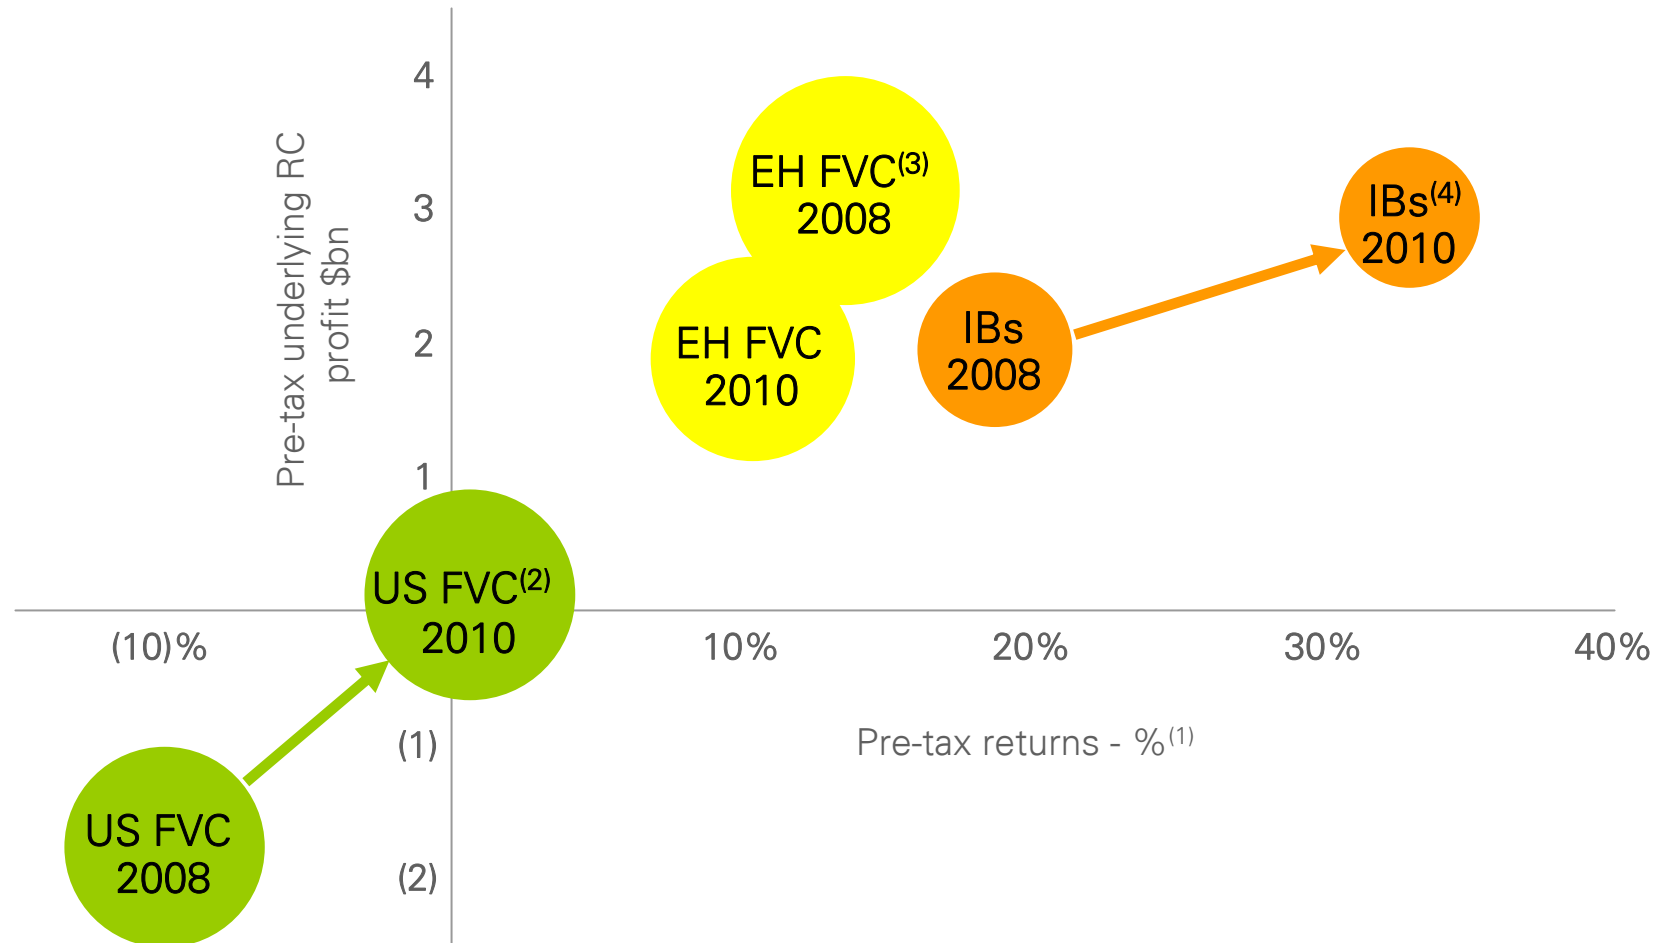 4
3
2
1
(1)
(2)
Pre-tax underlying RC
profit $bn
EH FVC(3)
2008
EH FVC
2010
IBs
2008
IBs(4)
2010
US FVC(2)
2010
US FVC
2008
(10)%
10%
20%
30%
40%
Pre-tax returns - %(1)